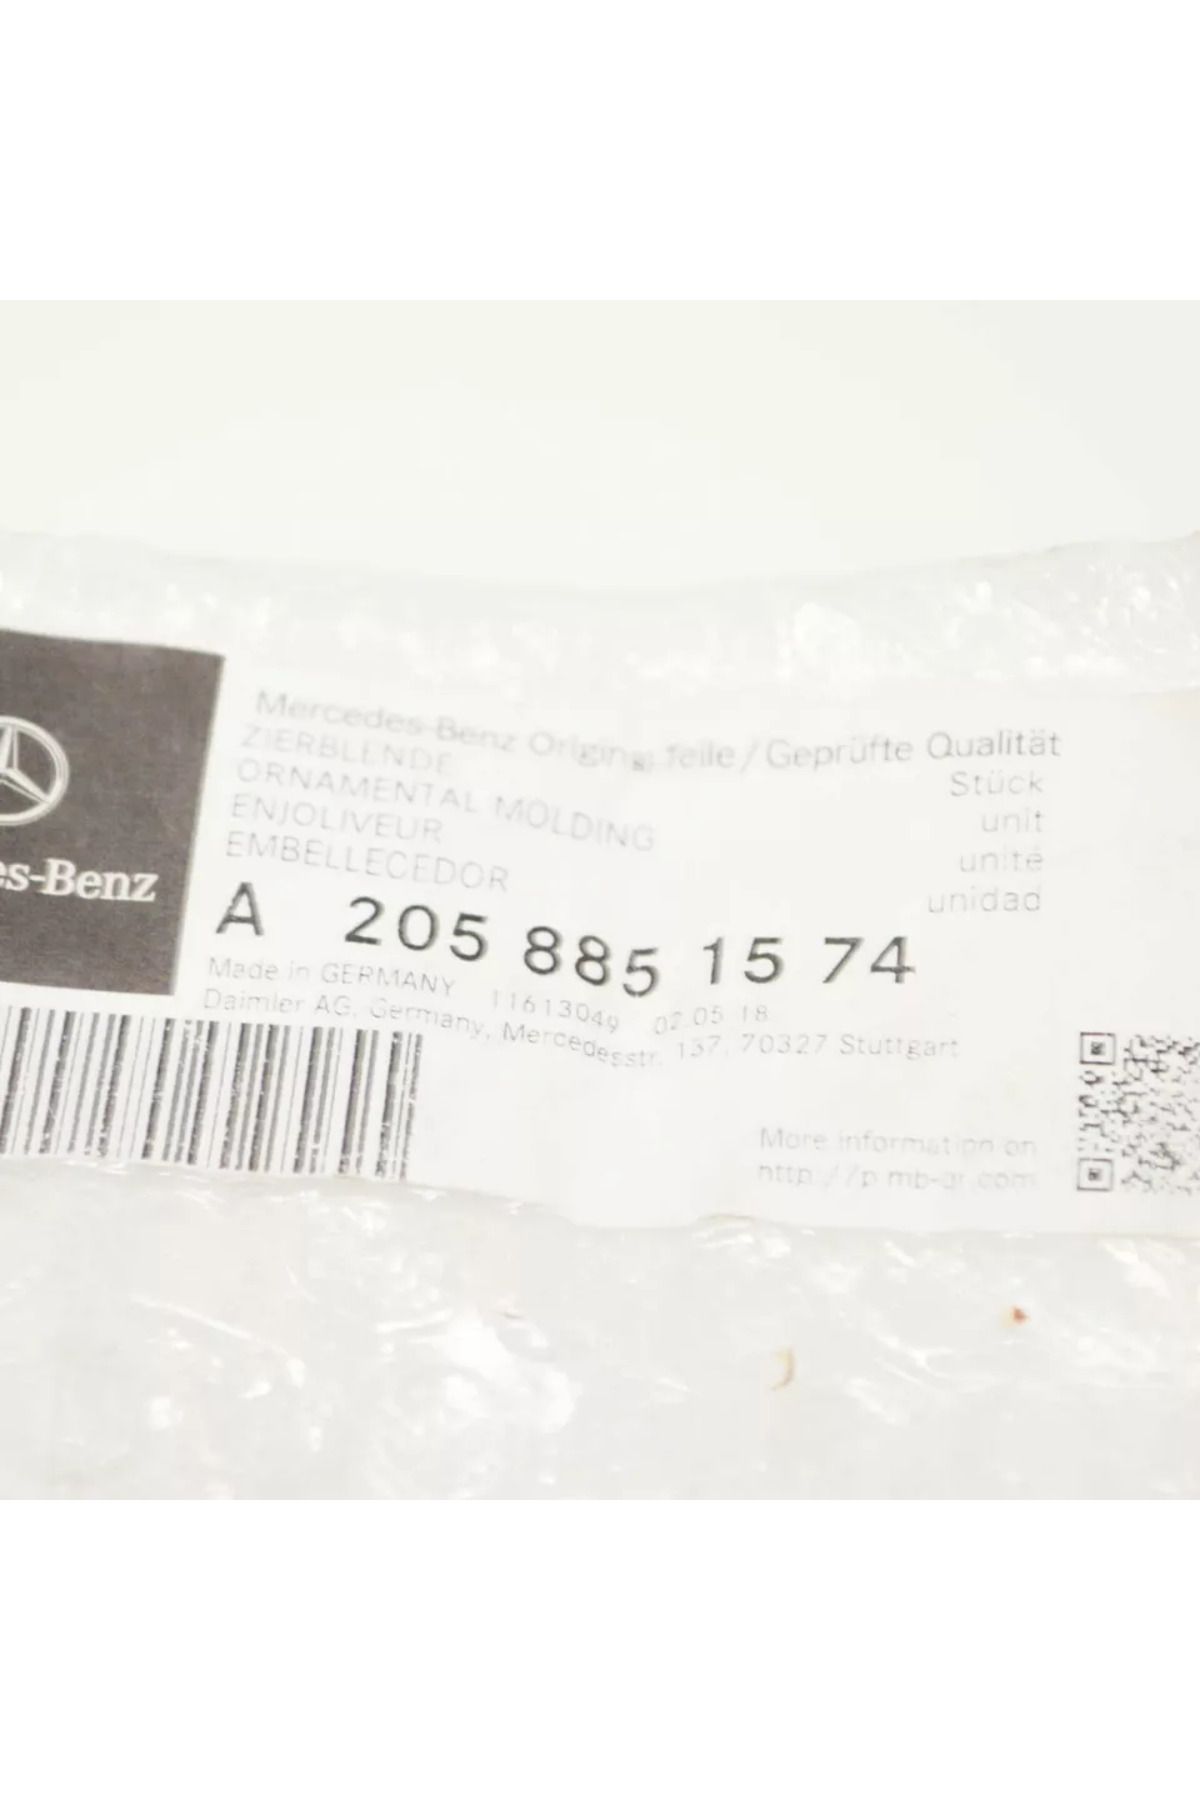 Mercedes-Benz Original-Teile/Geprüfte Qualität
ZIERBLENDE
Stück
ORNAMENTAL MOLDING
unit
ENJOLIVEUR
unité
EMBELLECEDOR
unidad
es-Benz
A 205 885 15 74
Made in GERMANY 11613049 02.05.18
Daimler AG, Germany, Mercedesstr. 137, 70327 Stuttgart
More information on
http://p.mb-qr.com